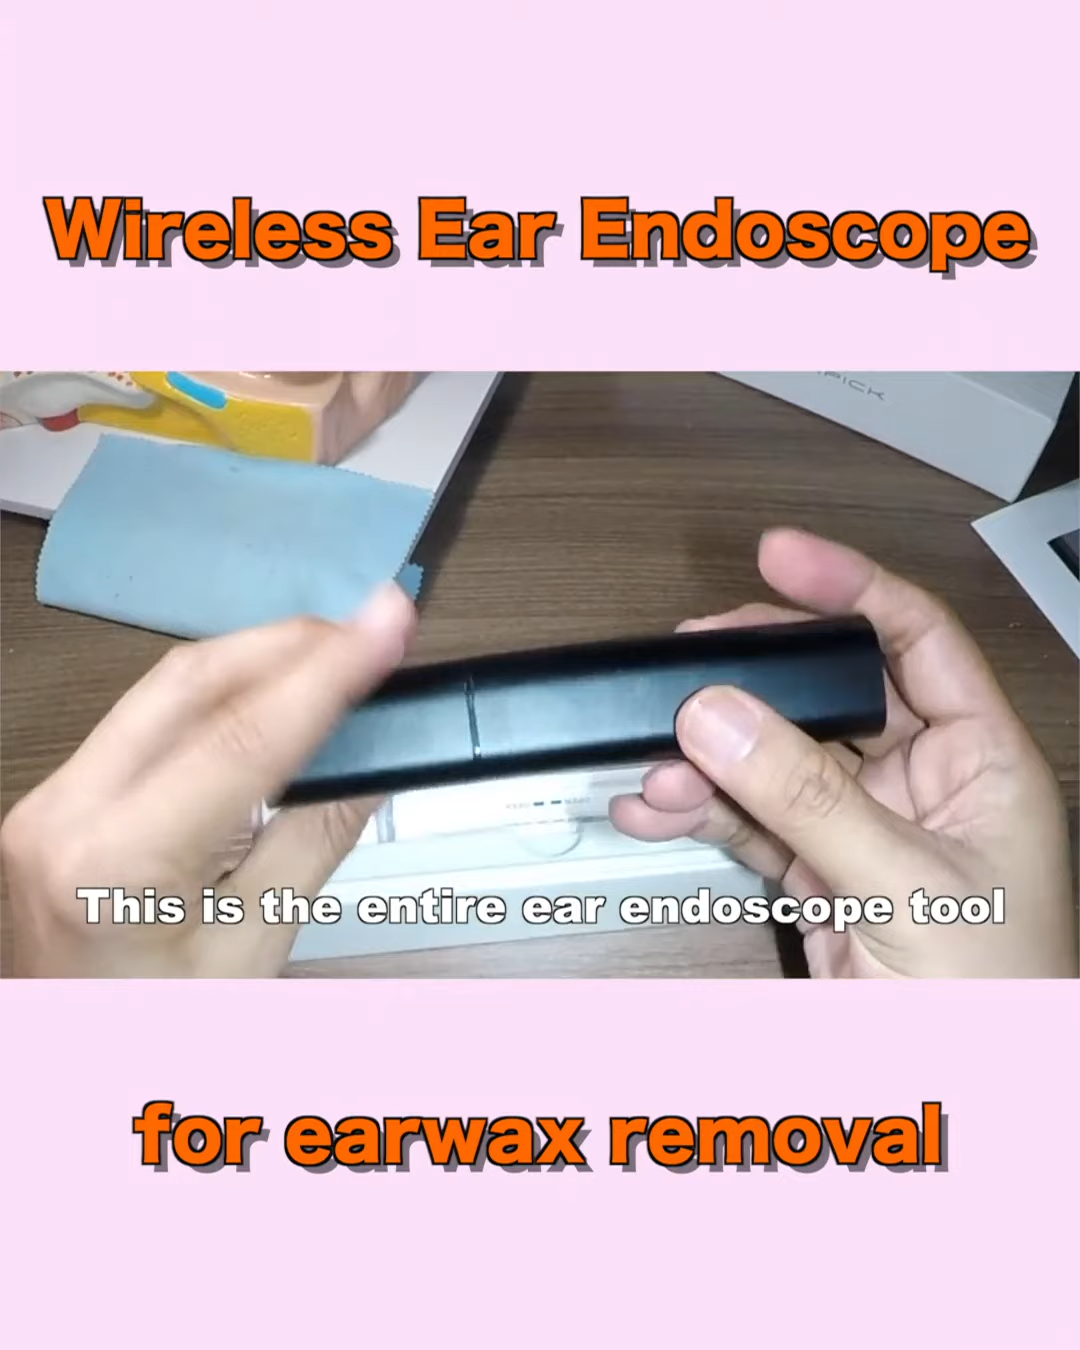 Wireless Ear Endoscope
This is the entire ear endoscope tool
for earwax removal